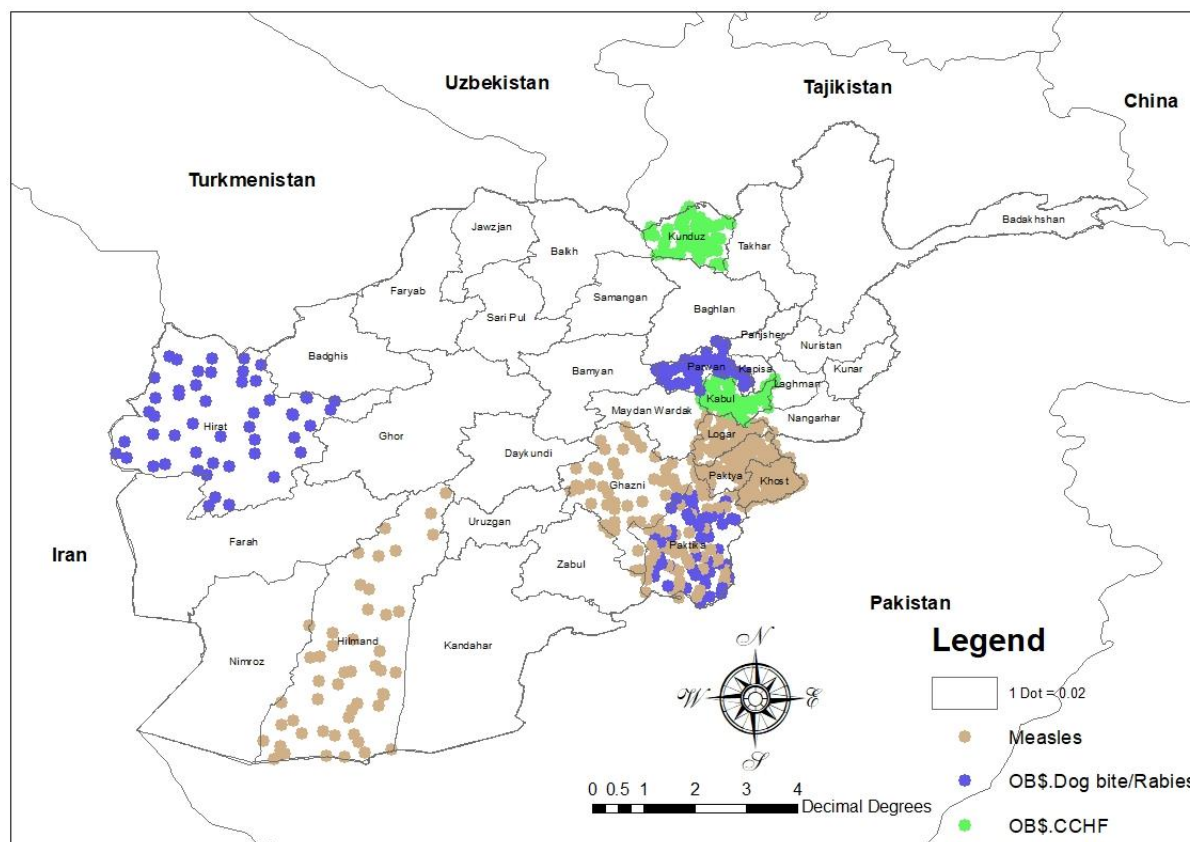 Uzbekistan
Tajikistan
China
Turkmenistan
Badakhshan
Jawzjan
Kunduz
Takhar
Balkh
Faryab
Samangan
Baghlan
Sari Pul
Panjsher
Nuristan
Badghis
Parwan
Kapisa
Kunar
Bamyan
Laghman
Kabul
Maydan Wardak
Nangarhar
Hirat
Ghor
Logar
Daykundi
Ghazni
Paktya
Khost
Uruzgan
Farah
Paktika
Iran
Zabul
Pakistan
Hilmand
Kandahar
Nimroz
N
W
E
S
Legend
1 Dot = 0.02
Measles
OB$.Dog bite/Rabies
OB$.CCHF
0 0.5 1 2 3 4
Decimal Degrees